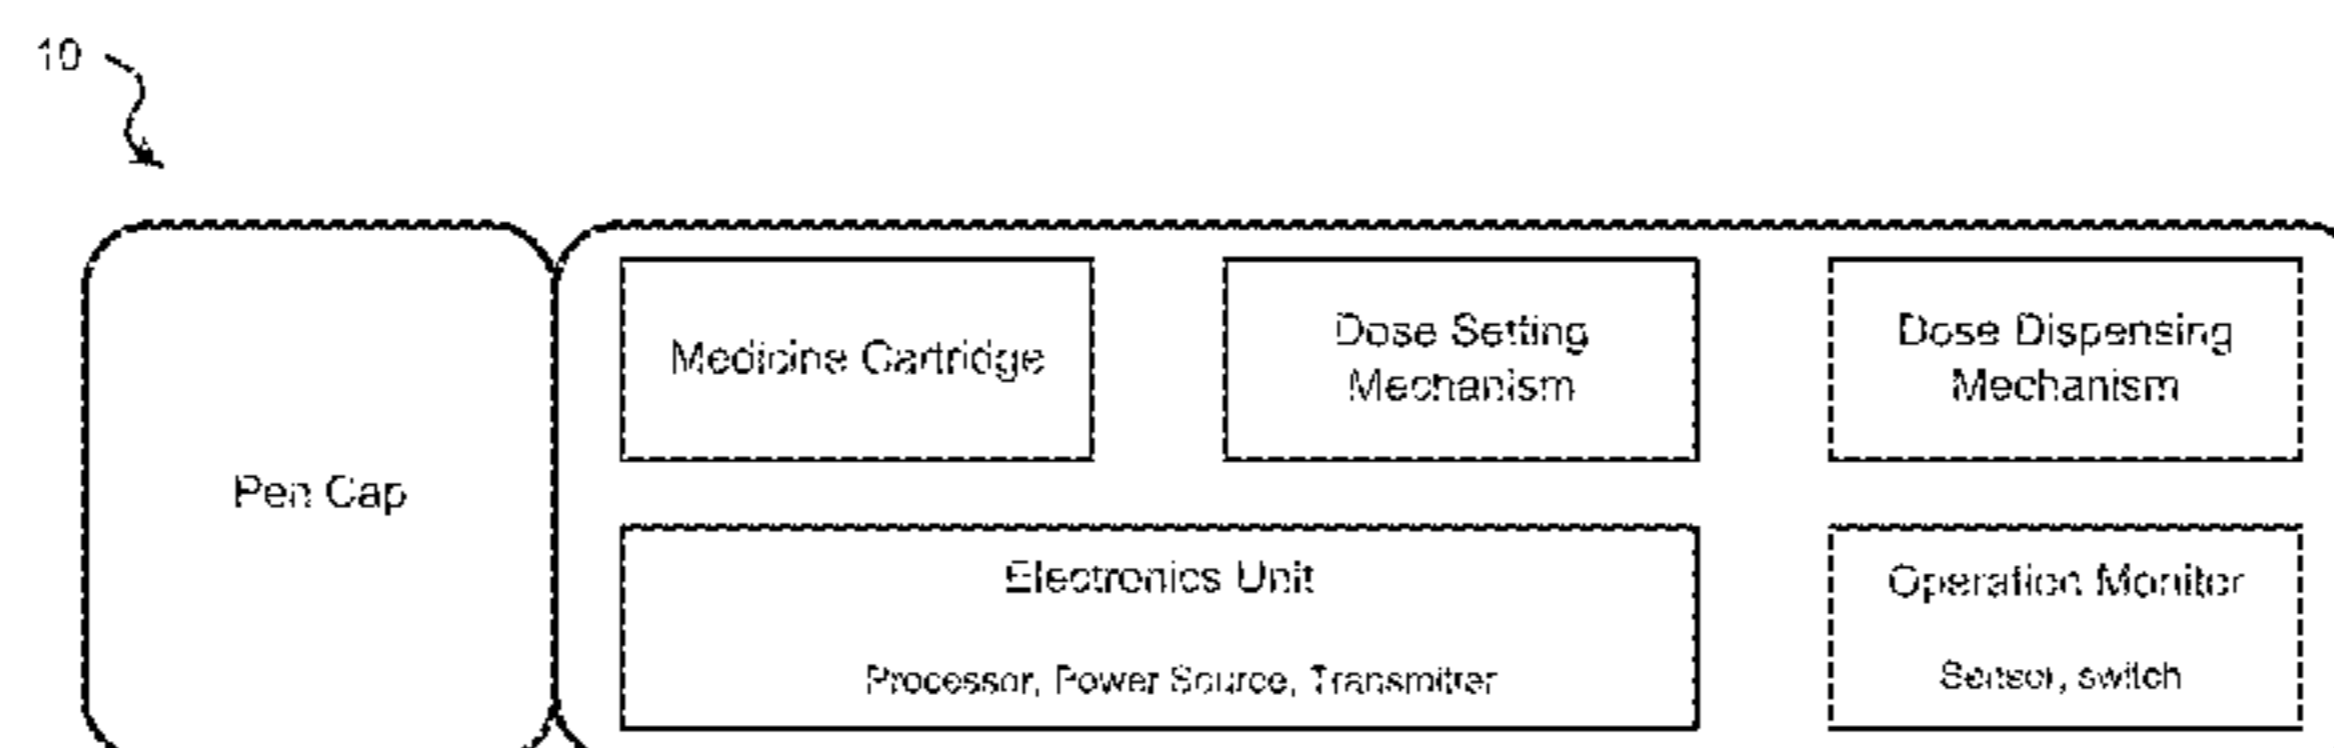 10
Medicine Cartridge
Dose Setting
Mechanism
Dose Dispensing
Mechanism
Pen Cap
Electronics Unit
Processor, Power Source, Transmitter
Operation Monitor
Sensor, switch